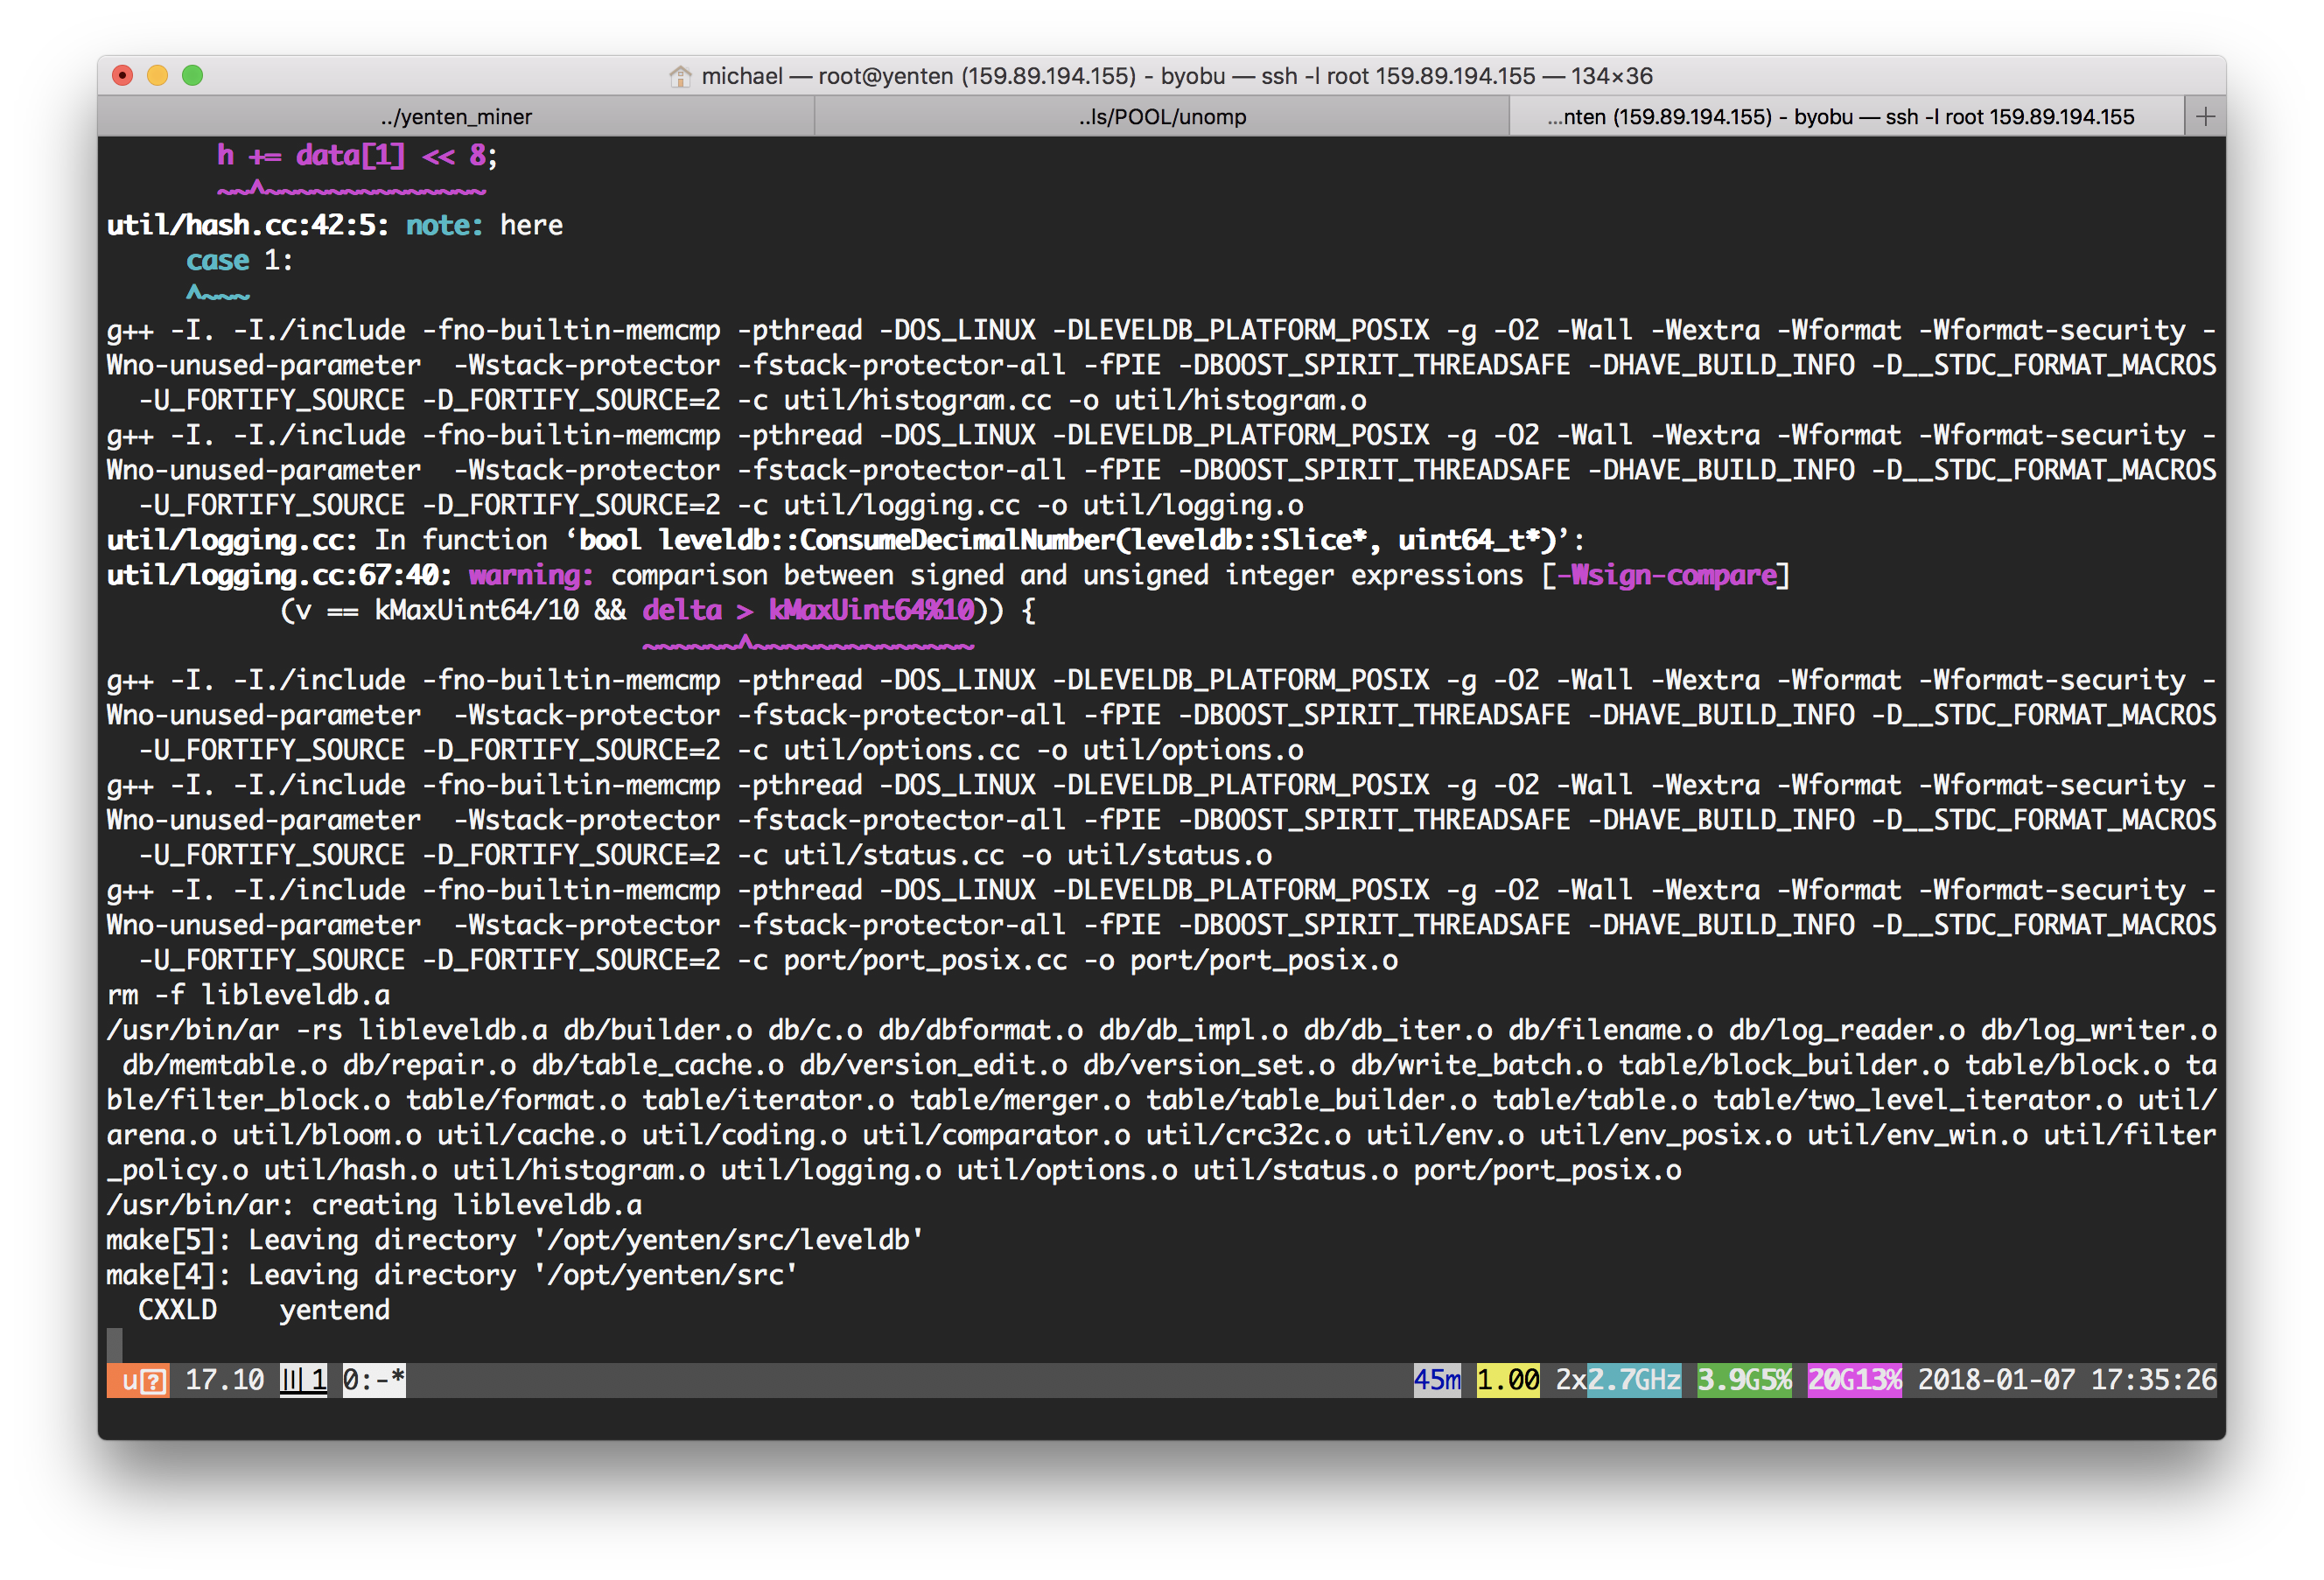 michael — root@yenten (159.89.194.155) - byobu — ssh -l root 159.89.194.155 — 134×36
../yenten_miner
..ls/POOL/unomp
...nten (159.89.194.155) - byobu — ssh -l root 159.89.194.155
h += data[1] << 8;
~~^~~~~~~~~~~~~~~
util/hash.cc:42:5: note: here
case 1:
^~~~
g++ -I. -I./include -fno-builtin-memcmp -pthread -DOS_LINUX -DLEVELDB_PLATFORM_POSIX -g -O2 -Wall -Wextra -Wformat -Wformat-security -
Wno-unused-parameter  -Wstack-protector -fstack-protector-all -fPIE -DBOOST_SPIRIT_THREADSAFE -DHAVE_BUILD_INFO -D__STDC_FORMAT_MACROS
-U_FORTIFY_SOURCE -D_FORTIFY_SOURCE=2 -c util/histogram.cc -o util/histogram.o
g++ -I. -I./include -fno-builtin-memcmp -pthread -DOS_LINUX -DLEVELDB_PLATFORM_POSIX -g -O2 -Wall -Wextra -Wformat -Wformat-security -
Wno-unused-parameter  -Wstack-protector -fstack-protector-all -fPIE -DBOOST_SPIRIT_THREADSAFE -DHAVE_BUILD_INFO -D__STDC_FORMAT_MACROS
-U_FORTIFY_SOURCE -D_FORTIFY_SOURCE=2 -c util/logging.cc -o util/logging.o
util/logging.cc: In function ‘bool leveldb::ConsumeDecimalNumber(leveldb::Slice*, uint64_t*)’:
util/logging.cc:67:40: warning: comparison between signed and unsigned integer expressions [-Wsign-compare]
(v == kMaxUint64/10 && delta > kMaxUint64%10)) {
~~~~~~^~~~~~~~~~~~~~~
g++ -I. -I./include -fno-builtin-memcmp -pthread -DOS_LINUX -DLEVELDB_PLATFORM_POSIX -g -O2 -Wall -Wextra -Wformat -Wformat-security -
Wno-unused-parameter  -Wstack-protector -fstack-protector-all -fPIE -DBOOST_SPIRIT_THREADSAFE -DHAVE_BUILD_INFO -D__STDC_FORMAT_MACROS
-U_FORTIFY_SOURCE -D_FORTIFY_SOURCE=2 -c util/options.cc -o util/options.o
g++ -I. -I./include -fno-builtin-memcmp -pthread -DOS_LINUX -DLEVELDB_PLATFORM_POSIX -g -O2 -Wall -Wextra -Wformat -Wformat-security -
Wno-unused-parameter  -Wstack-protector -fstack-protector-all -fPIE -DBOOST_SPIRIT_THREADSAFE -DHAVE_BUILD_INFO -D__STDC_FORMAT_MACROS
-U_FORTIFY_SOURCE -D_FORTIFY_SOURCE=2 -c util/status.cc -o util/status.o
g++ -I. -I./include -fno-builtin-memcmp -pthread -DOS_LINUX -DLEVELDB_PLATFORM_POSIX -g -O2 -Wall -Wextra -Wformat -Wformat-security -
Wno-unused-parameter  -Wstack-protector -fstack-protector-all -fPIE -DBOOST_SPIRIT_THREADSAFE -DHAVE_BUILD_INFO -D__STDC_FORMAT_MACROS
-U_FORTIFY_SOURCE -D_FORTIFY_SOURCE=2 -c port/port_posix.cc -o port/port_posix.o
rm -f libleveldb.a
/usr/bin/ar -rs libleveldb.a db/builder.o db/c.o db/dbformat.o db/db_impl.o db/db_iter.o db/filename.o db/log_reader.o db/log_writer.o
db/memtable.o db/repair.o db/table_cache.o db/version_edit.o db/version_set.o db/write_batch.o table/block_builder.o table/block.o ta
ble/filter_block.o table/format.o table/iterator.o table/merger.o table/table_builder.o table/table.o table/two_level_iterator.o util/
arena.o util/bloom.o util/cache.o util/coding.o util/comparator.o util/crc32c.o util/env.o util/env_posix.o util/env_win.o util/filter
_policy.o util/hash.o util/histogram.o util/logging.o util/options.o util/status.o port/port_posix.o
/usr/bin/ar: creating libleveldb.a
make[5]: Leaving directory '/opt/yenten/src/leveldb'
make[4]: Leaving directory '/opt/yenten/src'
CXXLD    yentend
u 17.10 ||| 1 0:-* 45m 1.00 2x2.7GHz 3.9G5% 20G13% 2018-01-07 17:35:26